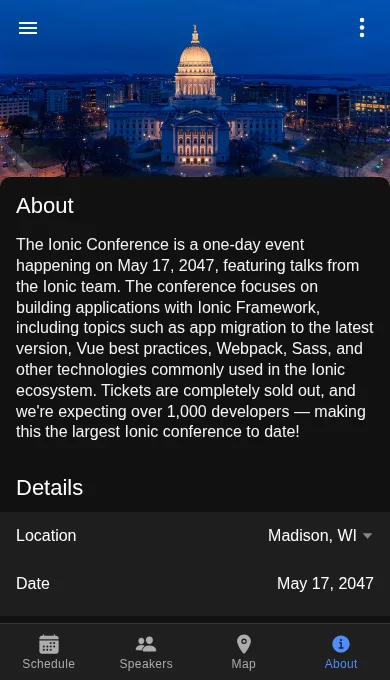 About
The Ionic Conference is a one-day event
happening on May 17, 2047, featuring talks from
the Ionic team. The conference focuses on
building applications with Ionic Framework,
including topics such as app migration to the latest
version, Vue best practices, Webpack, Sass, and
other technologies commonly used in the Ionic
ecosystem. Tickets are completely sold out, and
we're expecting over 1,000 developers — making
this the largest Ionic conference to date!
Details
Location Madison, WI
Date May 17, 2047
Schedule Speakers Map About